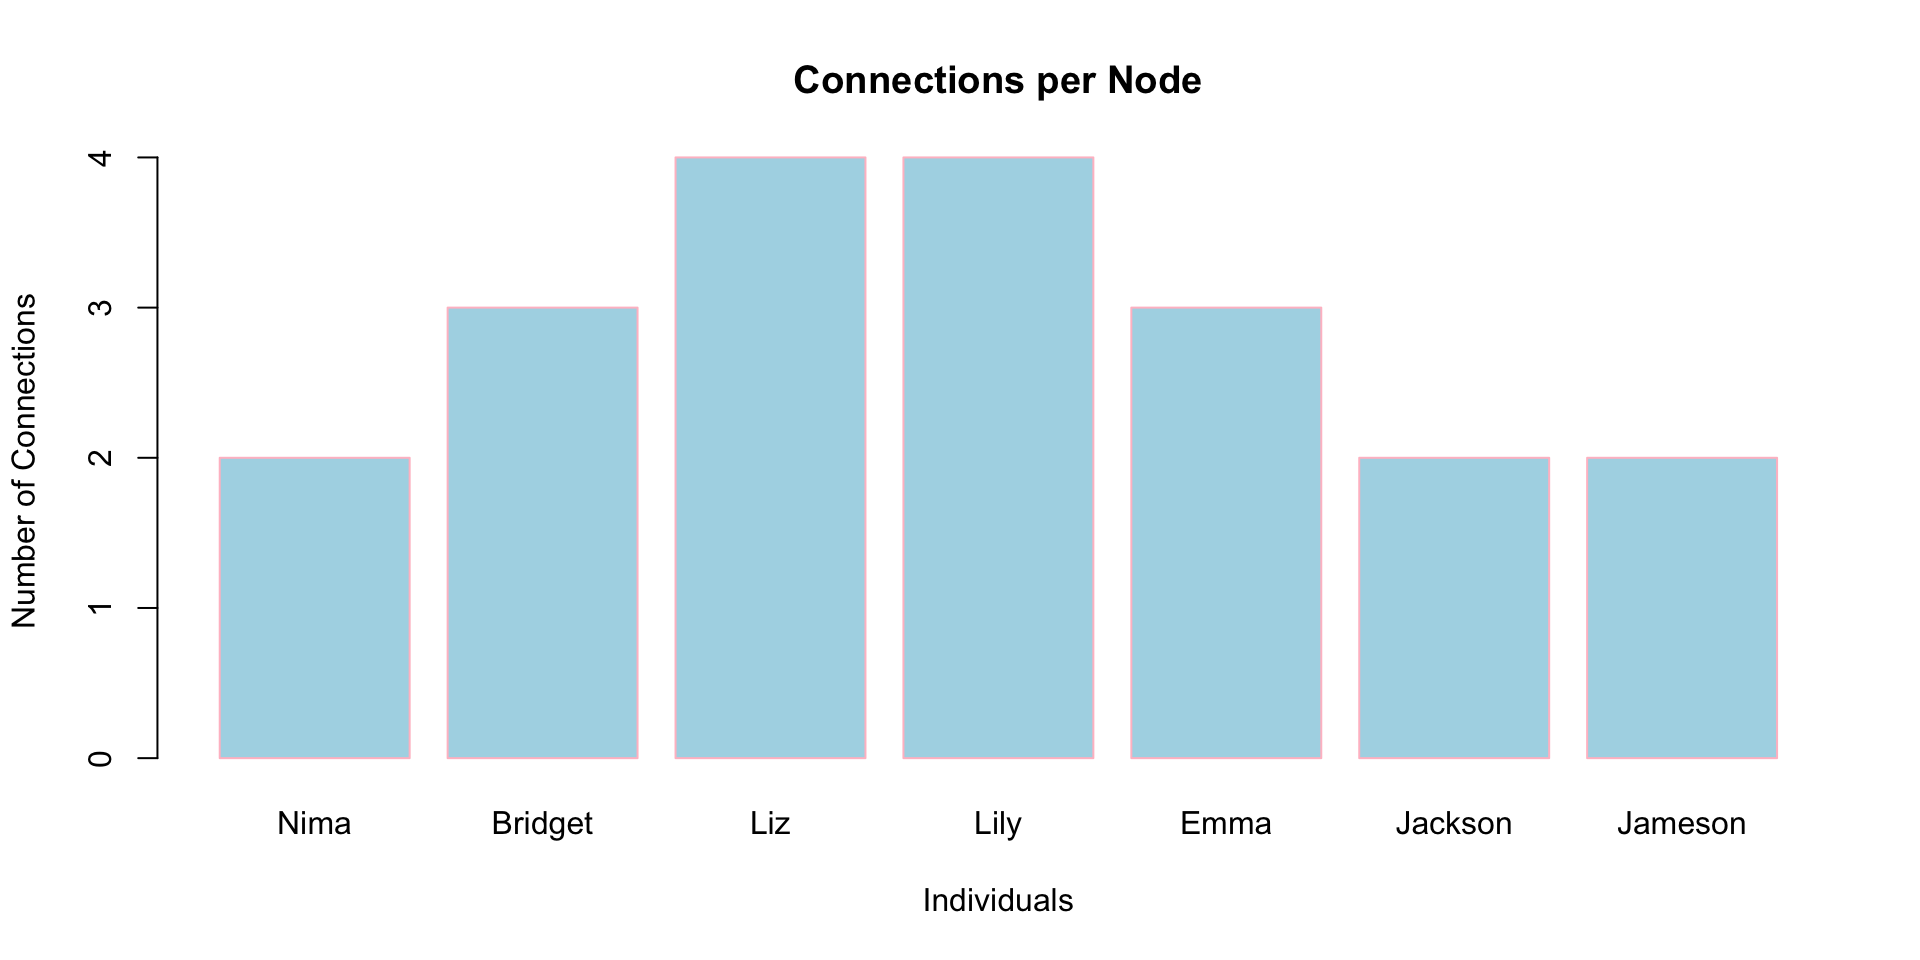 Connections per Node
Number of Connections
4
3
2
1
0
Nima Bridget Liz Lily Emma Jackson Jameson
Individuals